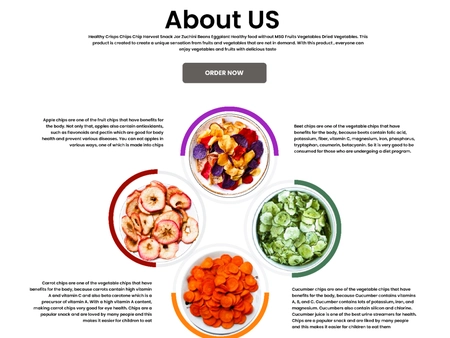 About US
Healthy Crisps Chips Chip Harvest Snack Jar Zuchini Beans Eggplant Healthy food without MSG Fruits Vegetables Dried Vegetables. This
product is created to create a unique sensation from fruits and vegetables that are not in demand. With this product , everyone can
enjoy vegetables and fruits with delicious taste
ORDER NOW
Apple chips are one of the fruit chips that have benefits for
the body. Not only that, apples also contain antioxidants,
such as flavonoids and pectin which are good for body
health and prevent various diseases. You can eat apples in
various ways, one of which is made into chips
Beet chips are one of the vegetable chips that have
benefits for the body, because beets contain folic acid,
potassium, fiber, vitamin C, magnesium, iron, phosphorus,
tryptophan, coumarin, betacyanin. So it is very good to be
consumed for those who are undergoing a diet program.
Carrot chips are one of the vegetable chips that have
benefits for the body, because carrots contain high vitamin
A and vitamin C and also beta carotene which is a
precursor of vitamin A. With a high vitamin A content,
making carrot chips very good for eye health. Chips are a
popular snack and are loved by many people and this
makes it easier for children to eat
Cucumber chips are one of the vegetable chips that have
benefits for the body, because Cucumber contains vitamins
A, B, and C. Cucumber contains lots of potassium, iron, and
magnesium. Cucumbers also contain silicon and chlorine.
Cucumber juice is one of the best urine streamers for health.
Chips are a popular snack and are liked by many people
and this makes it easier for children to eat them